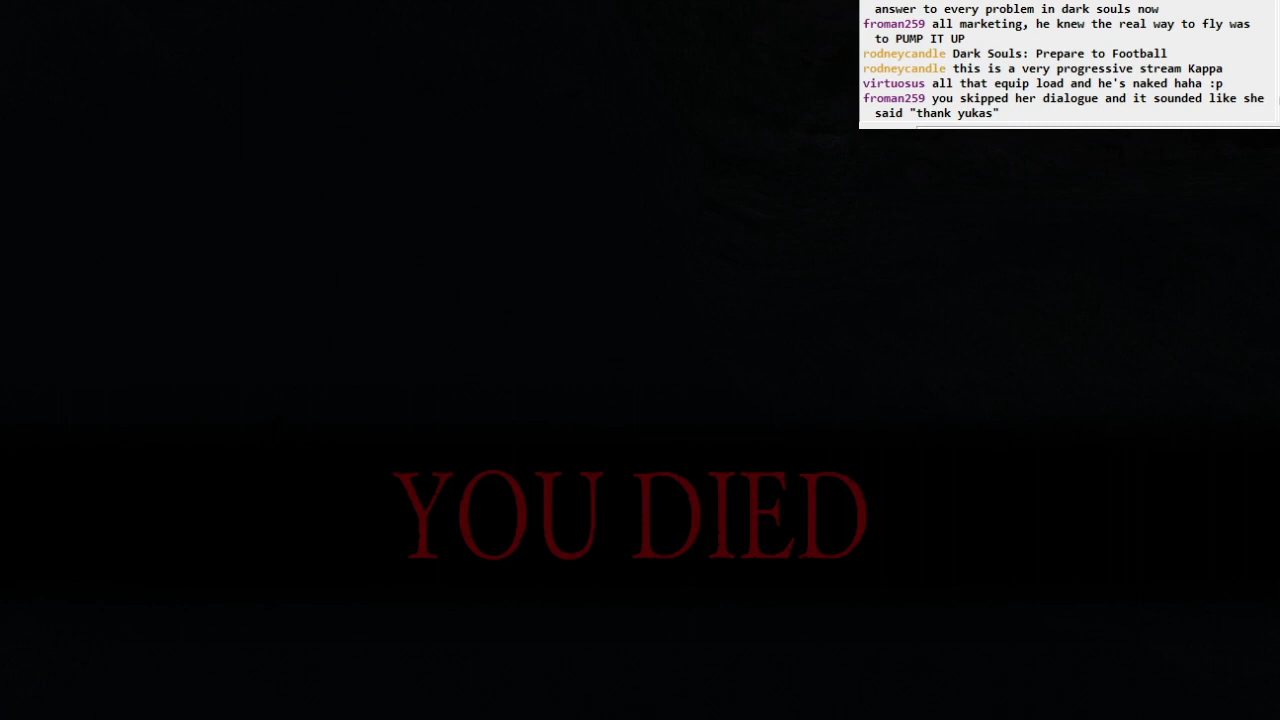 answer to every problem in dark souls now
froman259 all marketing, he knew the real way to fly was
to PUMP IT UP
rodneycandle Dark Souls: Prepare to Football
rodneycandle this is a very progressive stream Kappa
virtuosus all that equip load and he's naked haha :p
froman259 you skipped her dialogue and it sounded like she
said "thank yukas"
YOU DIED